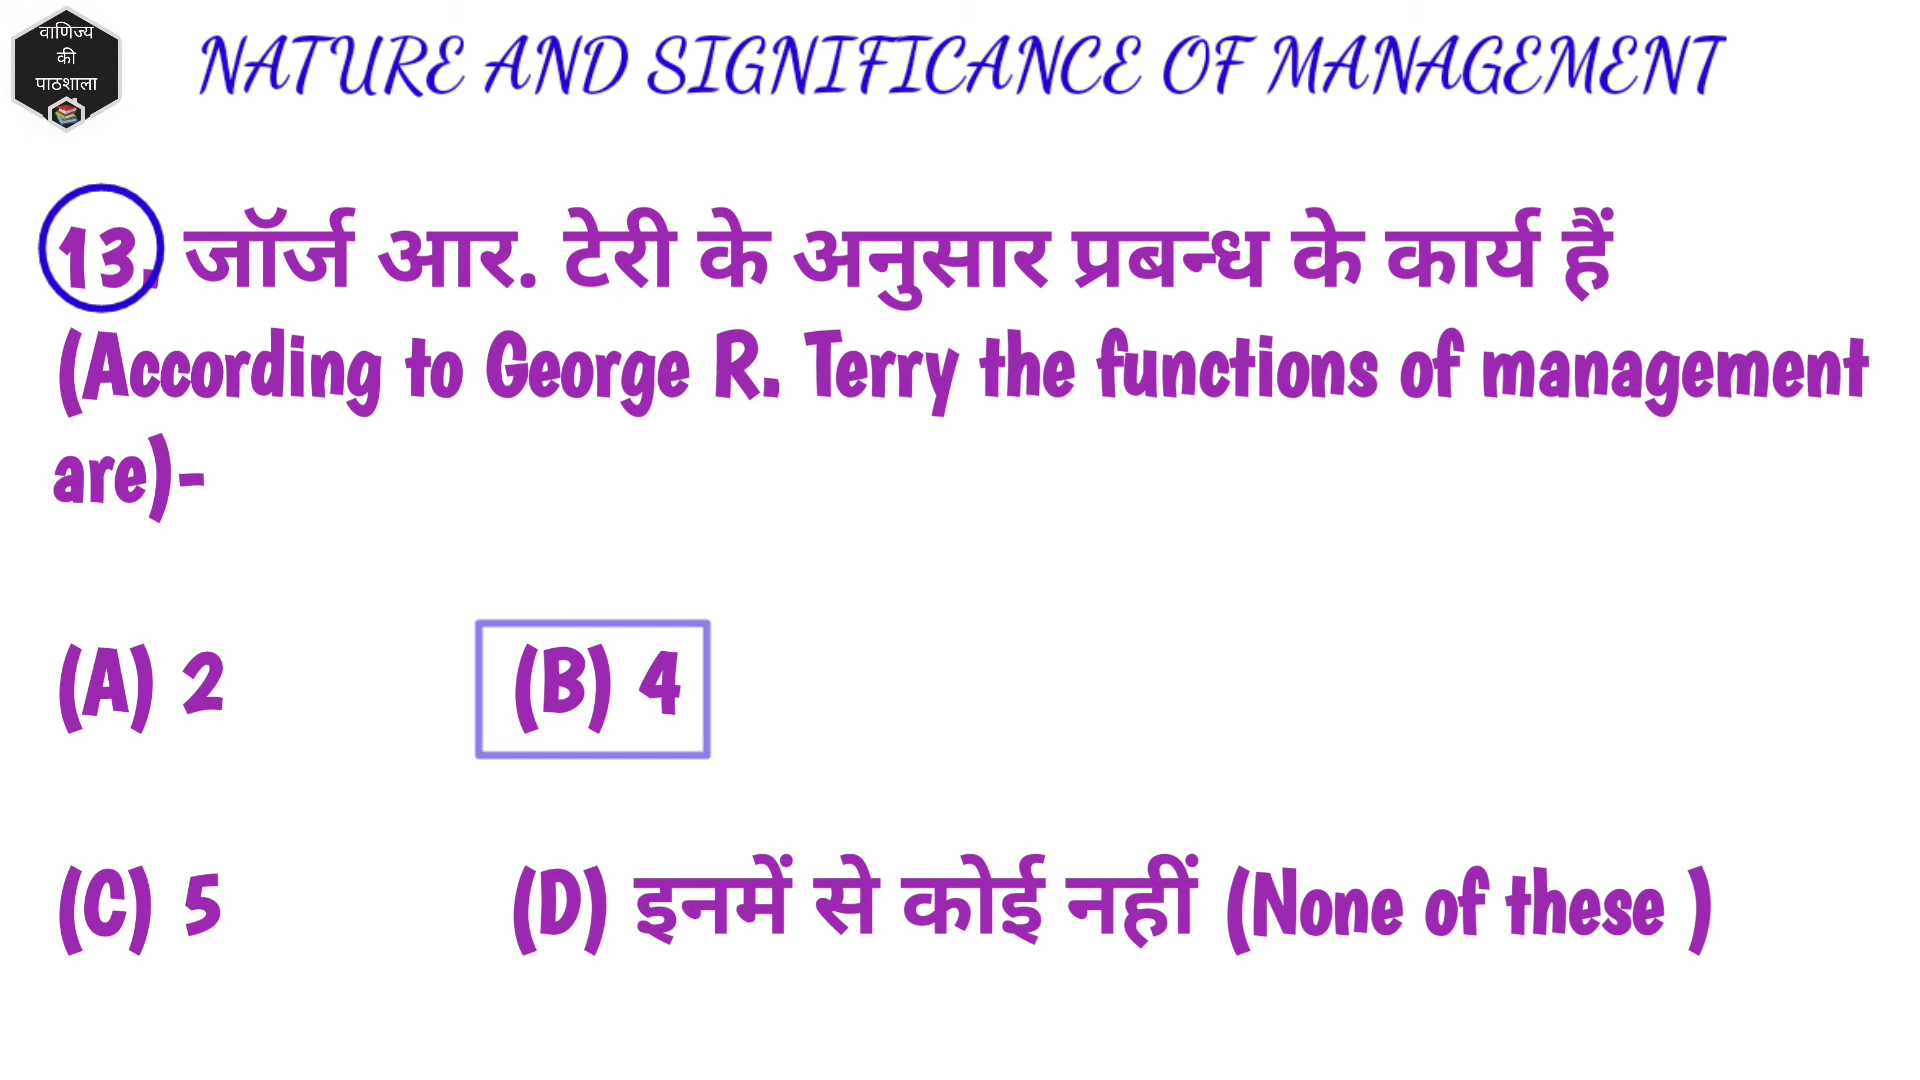 वाणिज्य
की
पाठशाला
NATURE AND SIGNIFICANCE OF MANAGEMENT
13. जॉर्ज आर. टेरी के अनुसार प्रबन्ध के कार्य हैं
(According to George R. Terry the functions of management
are)-
(A) 2 (B) 4
(C) 5 (D) इनमें से कोई नहीं (None of these )